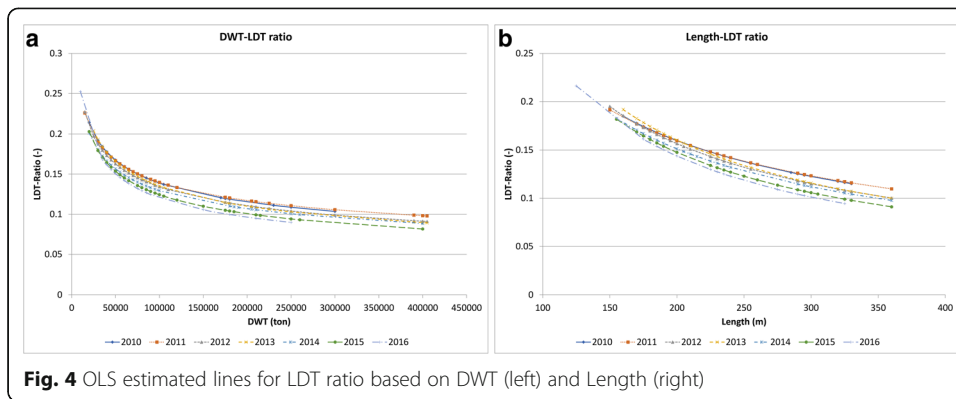 a
DWT-LDT ratio
0.3
0.25
0.2
0.15
0.1
0.05
0
LDT-Ratio (-)
0 50000 100000 150000 200000 250000 300000 350000 400000 450000
DWT (ton)
2010 2011 2012 2013 2014 2015 2016
b
Length-LDT ratio
0.25
0.2
0.15
0.1
0.05
0
LDT-Ratio (-)
100 150 200 250 300 350 400
Length (m)
2010 2011 2012 2013 2014 2015 2016
Fig. 4 OLS estimated lines for LDT ratio based on DWT (left) and Length (right)